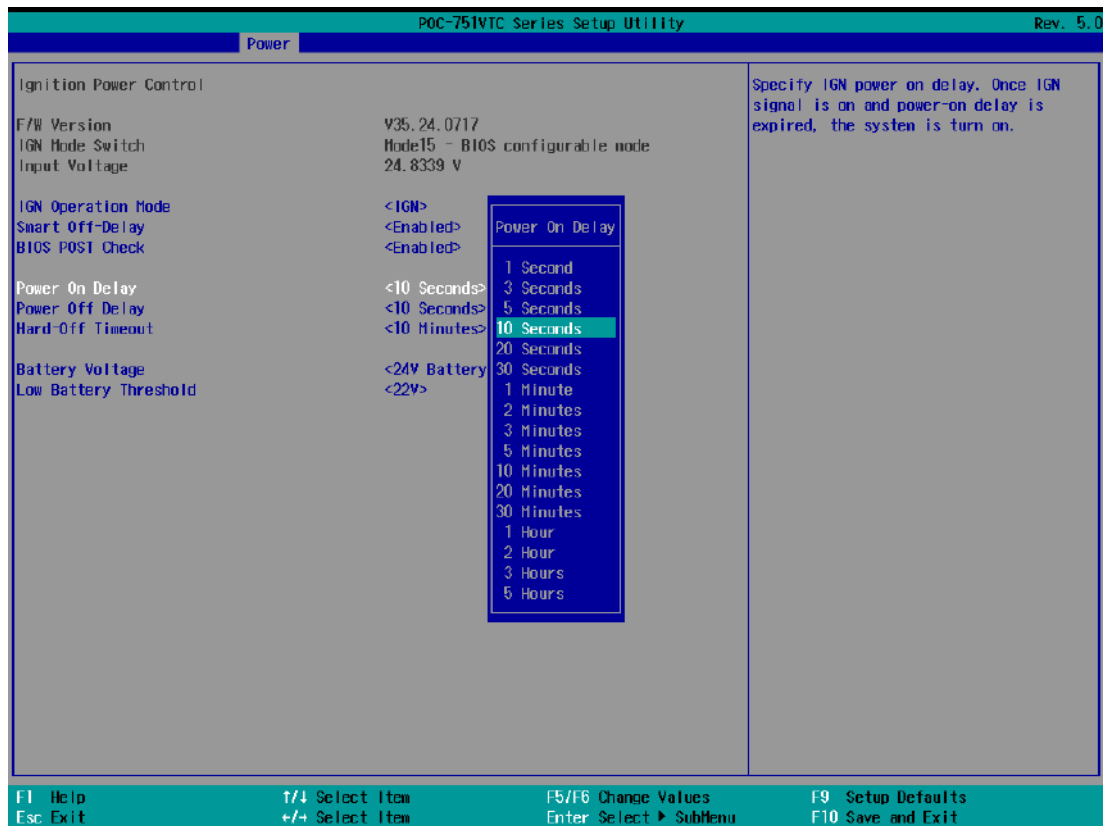 POC-751VTC Series Setup Utility Rev. 5.0
Power
Ignition Power Control
F/W Version V35.24.0717
IGN Mode Switch Mode15 - BIOS configurable mode
Input Voltage 24.8339 V
IGN Operation Mode <IGN>
Smart Off-Delay <Enabled>
BIOS POST Check <Enabled>
Power On Delay <10 Seconds>
Power Off Delay <10 Seconds>
Hard-Off Timeout <10 Minutes>
Battery Voltage <24V Battery
Low Battery Threshold <22V>
Power On Delay
1 Second
3 Seconds
5 Seconds
10 Seconds
20 Seconds
30 Seconds
1 Minute
2 Minutes
3 Minutes
5 Minutes
10 Minutes
20 Minutes
30 Minutes
1 Hour
2 Hour
3 Hours
5 Hours
Specify IGN power on delay. Once IGN
signal is on and power-on delay is
expired, the system is turn on.
F1 Help ↑/↓ Select Item F5/F6 Change Values F9 Setup Defaults
Esc Exit ←/→ Select Item Enter Select ▶ SubMenu F10 Save and Exit